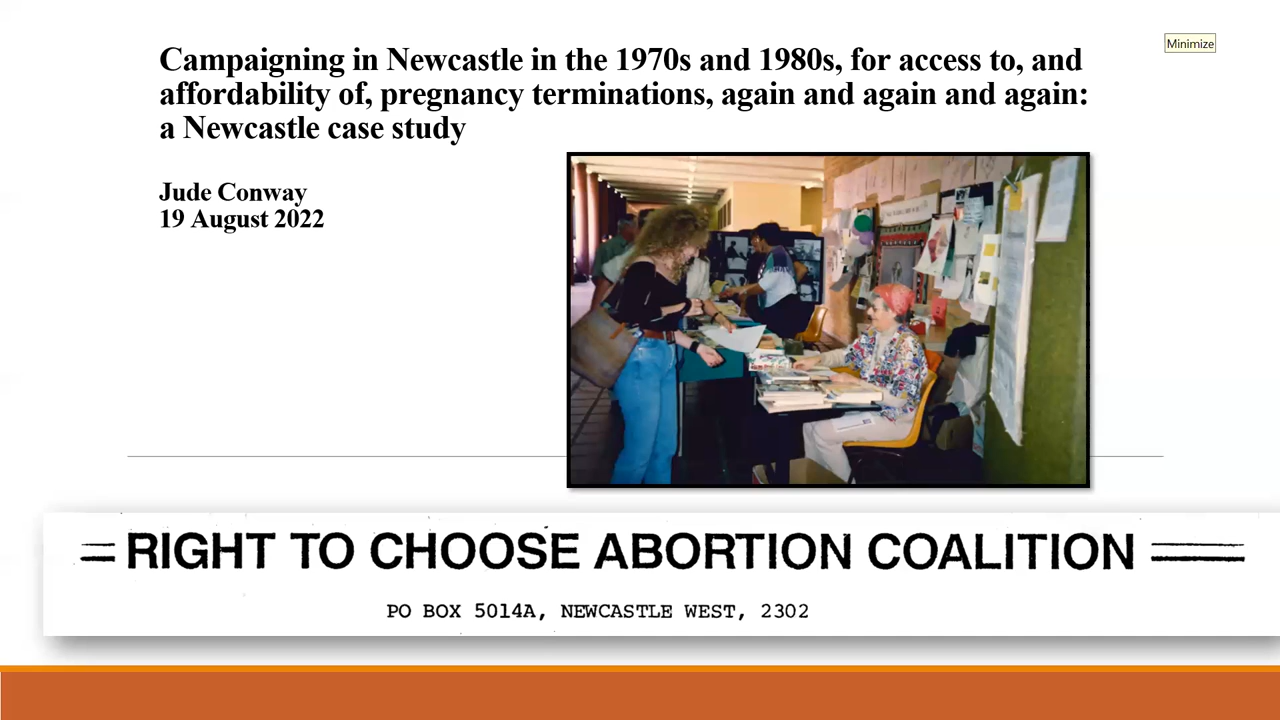 Campaigning in Newcastle in the 1970s and 1980s, for access to, and
affordability of, pregnancy terminations, again and again and again:
a Newcastle case study
Minimize
Jude Conway
19 August 2022
RIGHT TO CHOOSE ABORTION COALITION
PO BOX 5014A, NEWCASTLE WEST, 2302